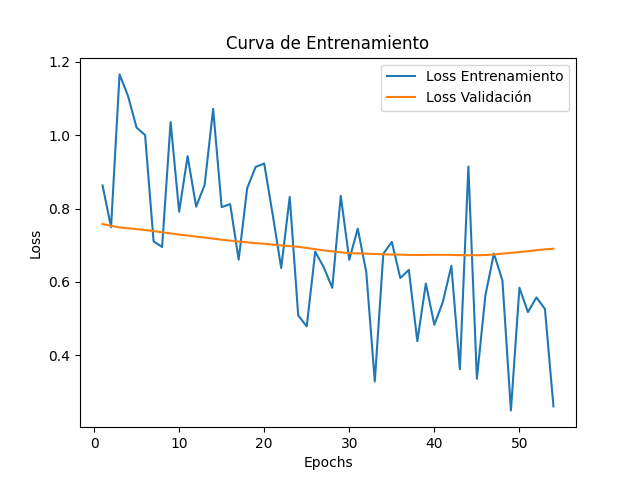 Curva de Entrenamiento
Loss Entrenamiento
Loss Validación
Loss
1.2
1.0
0.8
0.6
0.4
0 10 20 30 40 50
Epochs